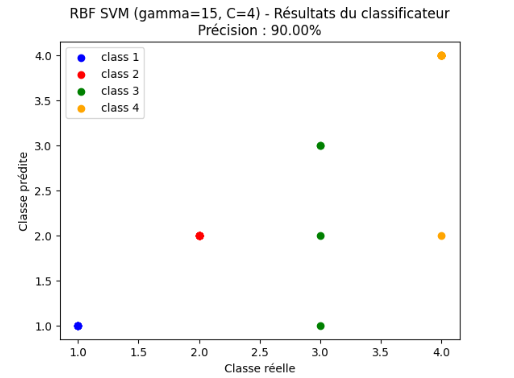 RBF SVM (gamma=15, C=4) - Résultats du classificateur
Précision : 90.00%
class 1
class 2
class 3
class 4
Classe prédite
4.0
3.5
3.0
2.5
2.0
1.5
1.0
1.0 1.5 2.0 2.5 3.0 3.5 4.0
Classe réelle